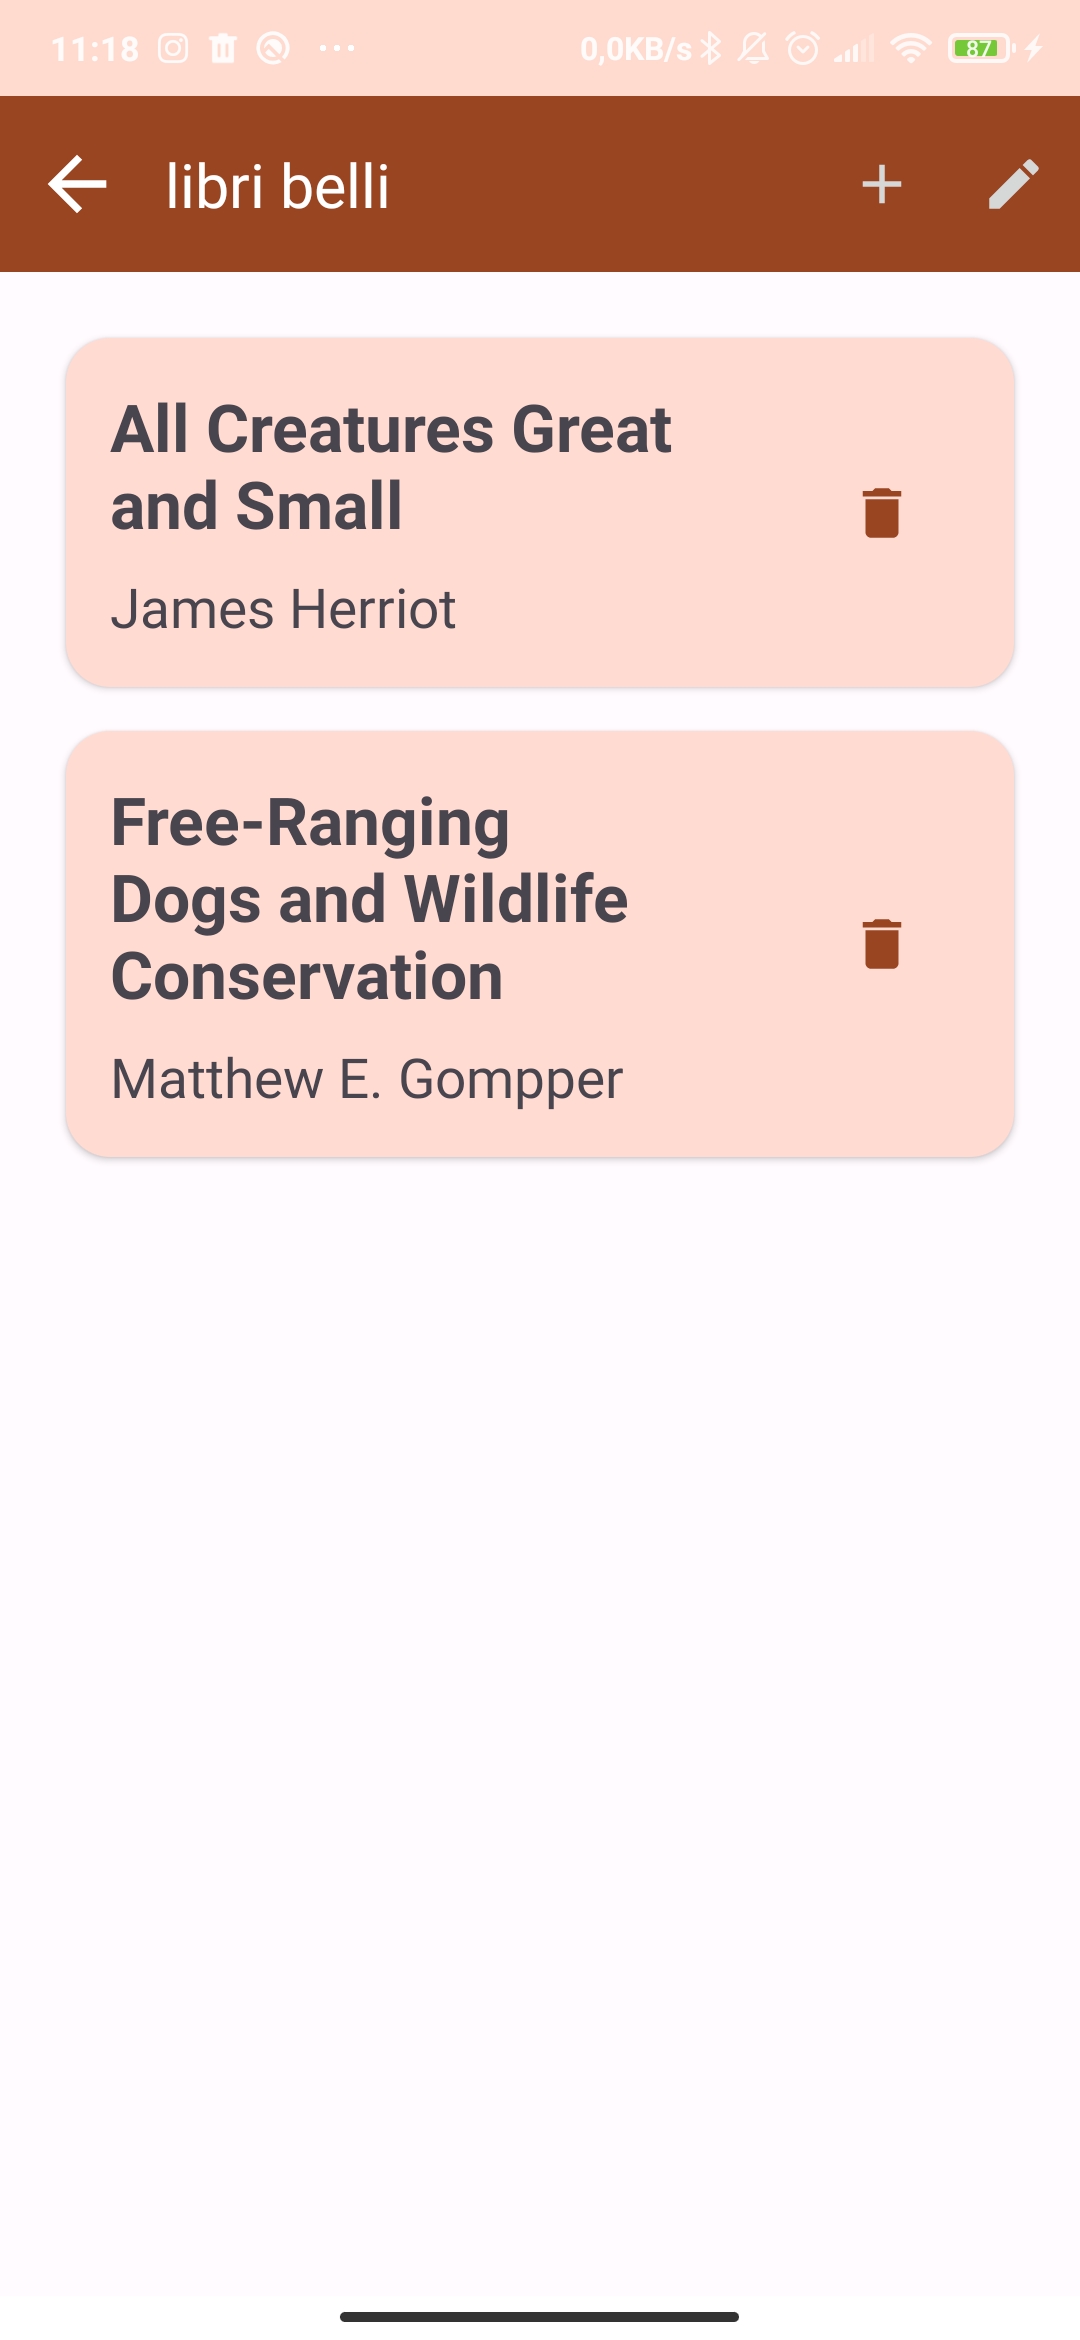 11:18 0,0KB/s 87
libri belli
All Creatures Great
and Small
James Herriot
Free-Ranging
Dogs and Wildlife
Conservation
Matthew E. Gompper